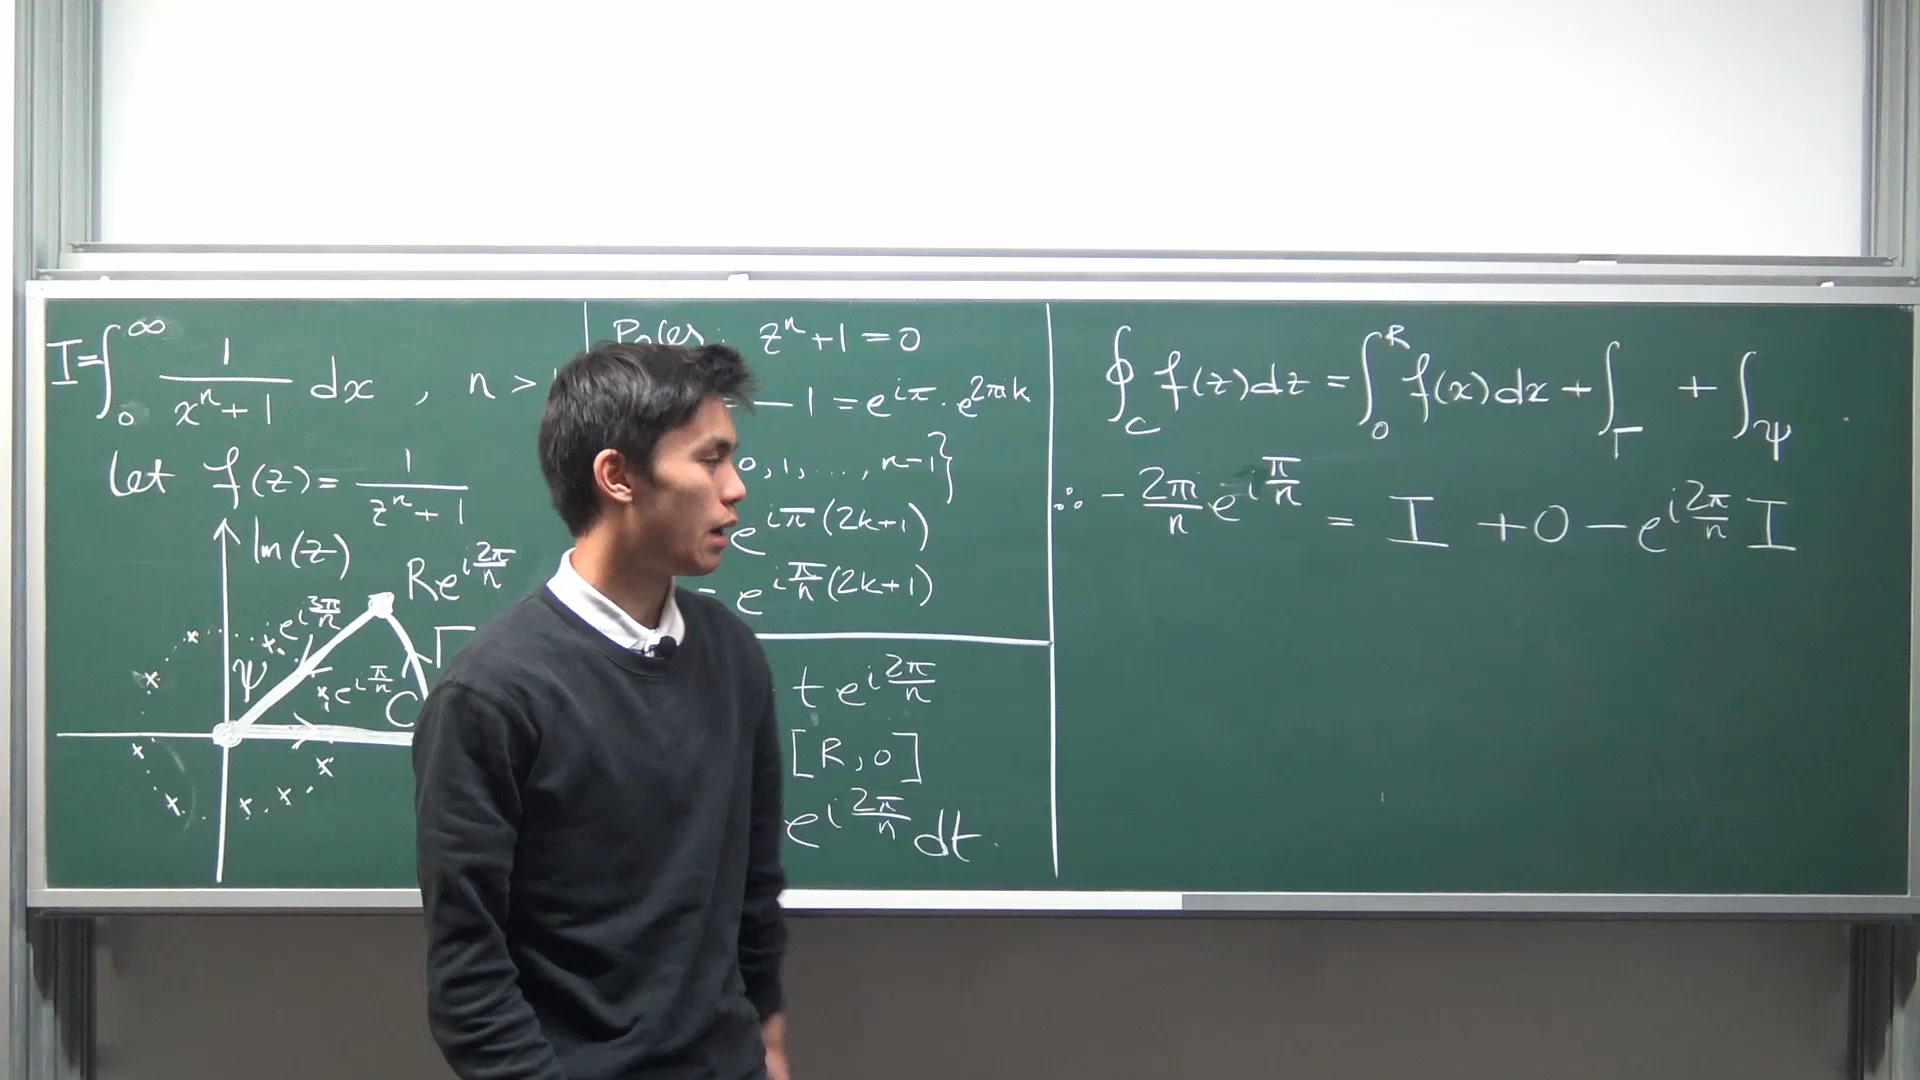 I = ∫₀^∞ 1/(xⁿ+1) dx , n >
let f(z) = 1/(zⁿ+1)
Im(z)
Re^{i2π/n}
e^{i3π/n}
Γ
ψ
e^{iπ/n}
C
Poles: zⁿ+1=0
= -1 = e^{iπ} · e^{2πik}
0, 1, ..., n-1}
e^{iπ(2k+1)}
= e^{iπ/n(2k+1)}
t e^{i2π/n}
[R, 0]
e^{i2π/n} dt.
∮_C f(z)dz = ∫₀^R f(x)dx + ∫_Γ + ∫_ψ
∴ -2πi/n e^{iπ/n} = I + 0 - e^{i2π/n} I